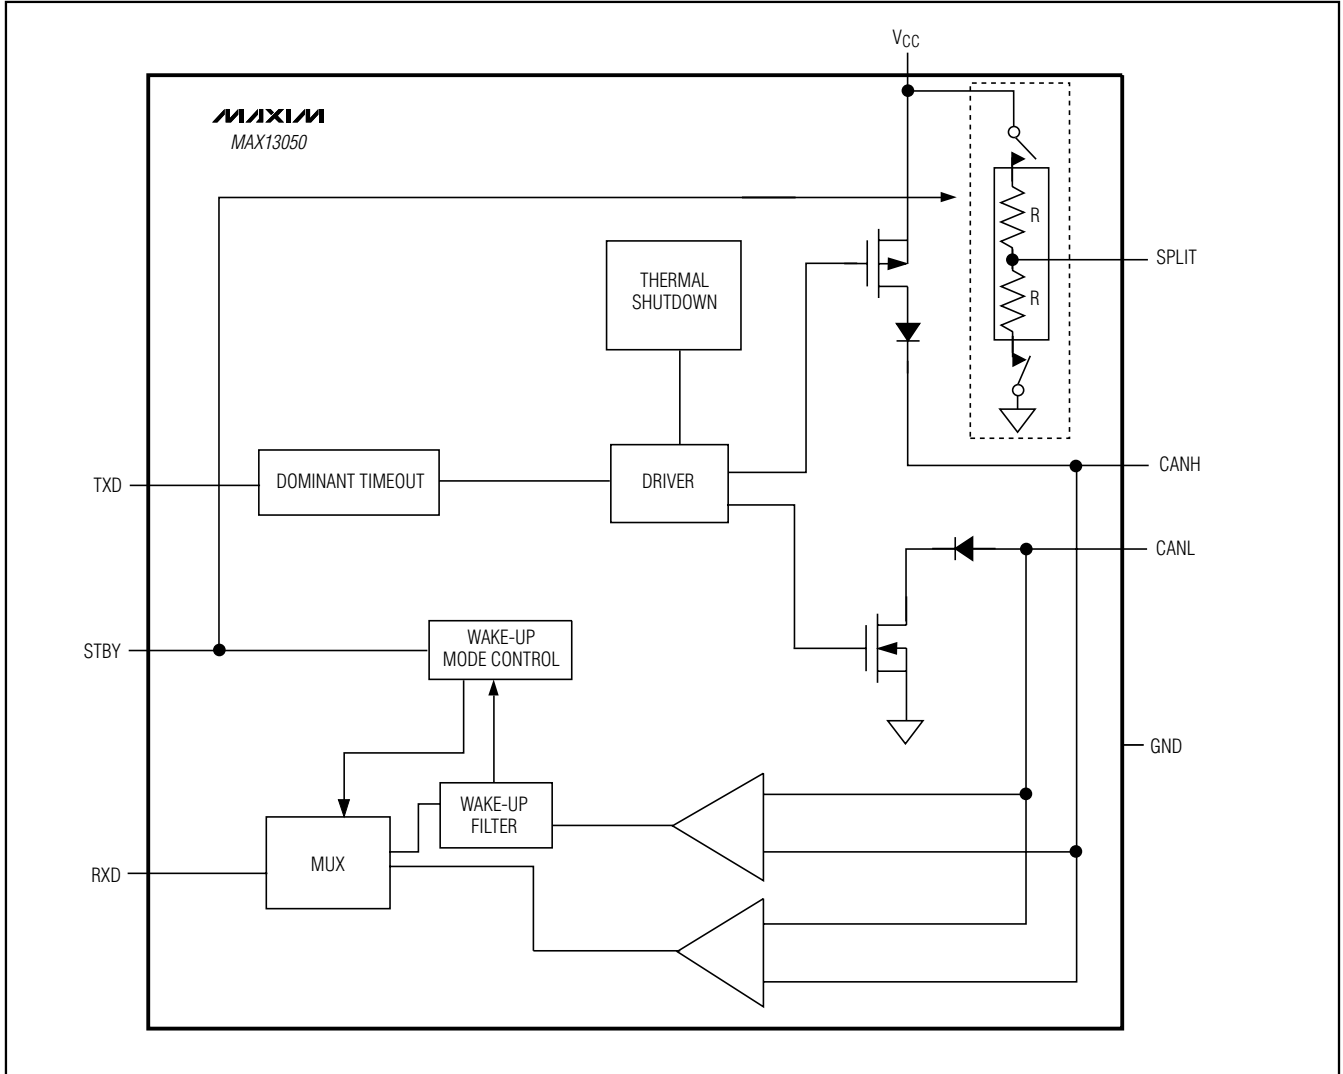 VCC
MAXIM
MAX13050
R
SPLIT
THERMAL
SHUTDOWN
R
TXD
DOMINANT TIMEOUT
DRIVER
CANH
CANL
STBY
WAKE-UP
MODE CONTROL
GND
WAKE-UP
FILTER
MUX
RXD